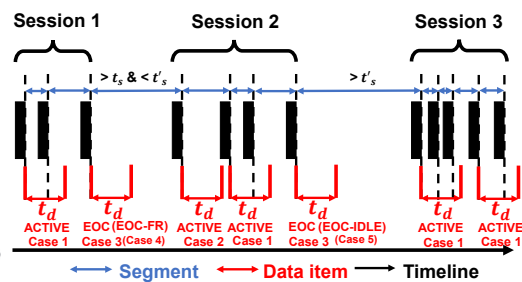 Session 1 Session 2 Session 3
> t_s & < t'_s > t'_s
t_d t_d t_d t_d t_d t_d t_d
ACTIVE EOC (EOC-FR) ACTIVE ACTIVE EOC (EOC-IDLE) ACTIVE ACTIVE
Case 1 Case 3 (Case 4) Case 2 Case 1 Case 3 (Case 5) Case 1 Case 1
Segment Data item Timeline